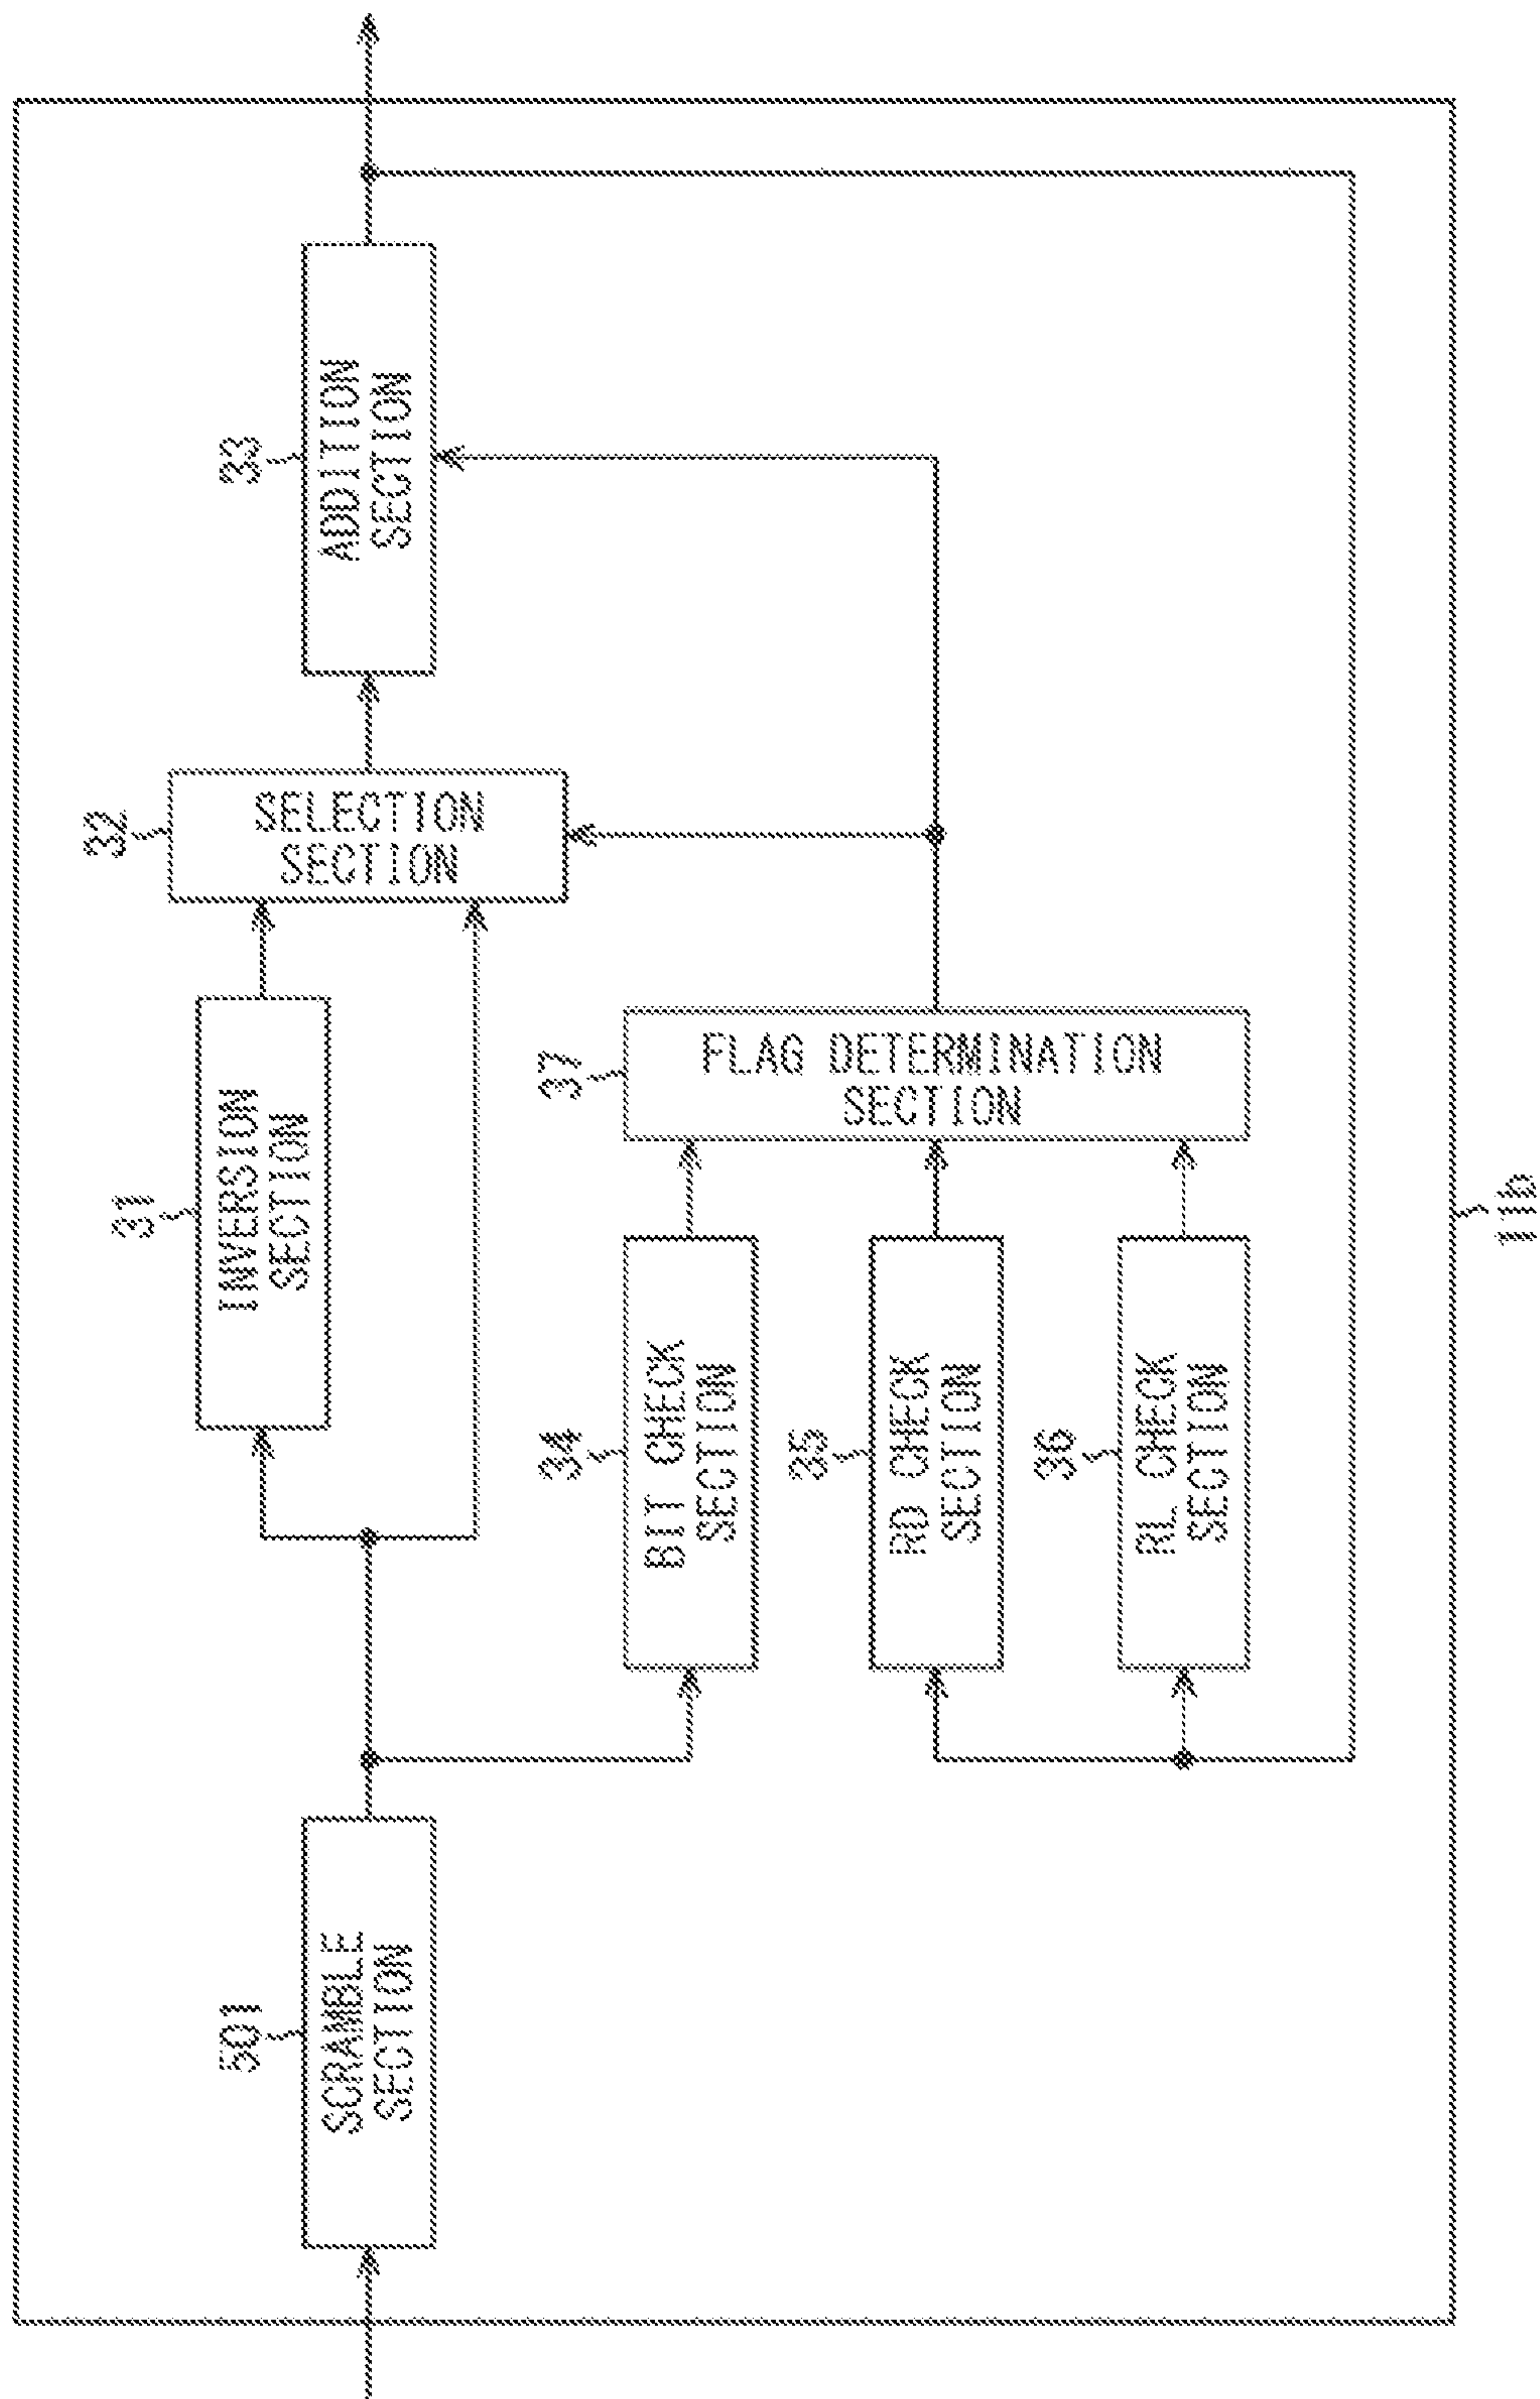 501
SCRAMBLE
SECTION
31
INVERSION
SECTION
32
SELECTION
SECTION
33
ADDITION
SECTION
34
BIT CHECK
SECTION
35
RD CHECK
SECTION
36
RL CHECK
SECTION
37
FLAG DETERMINATION
SECTION
11b